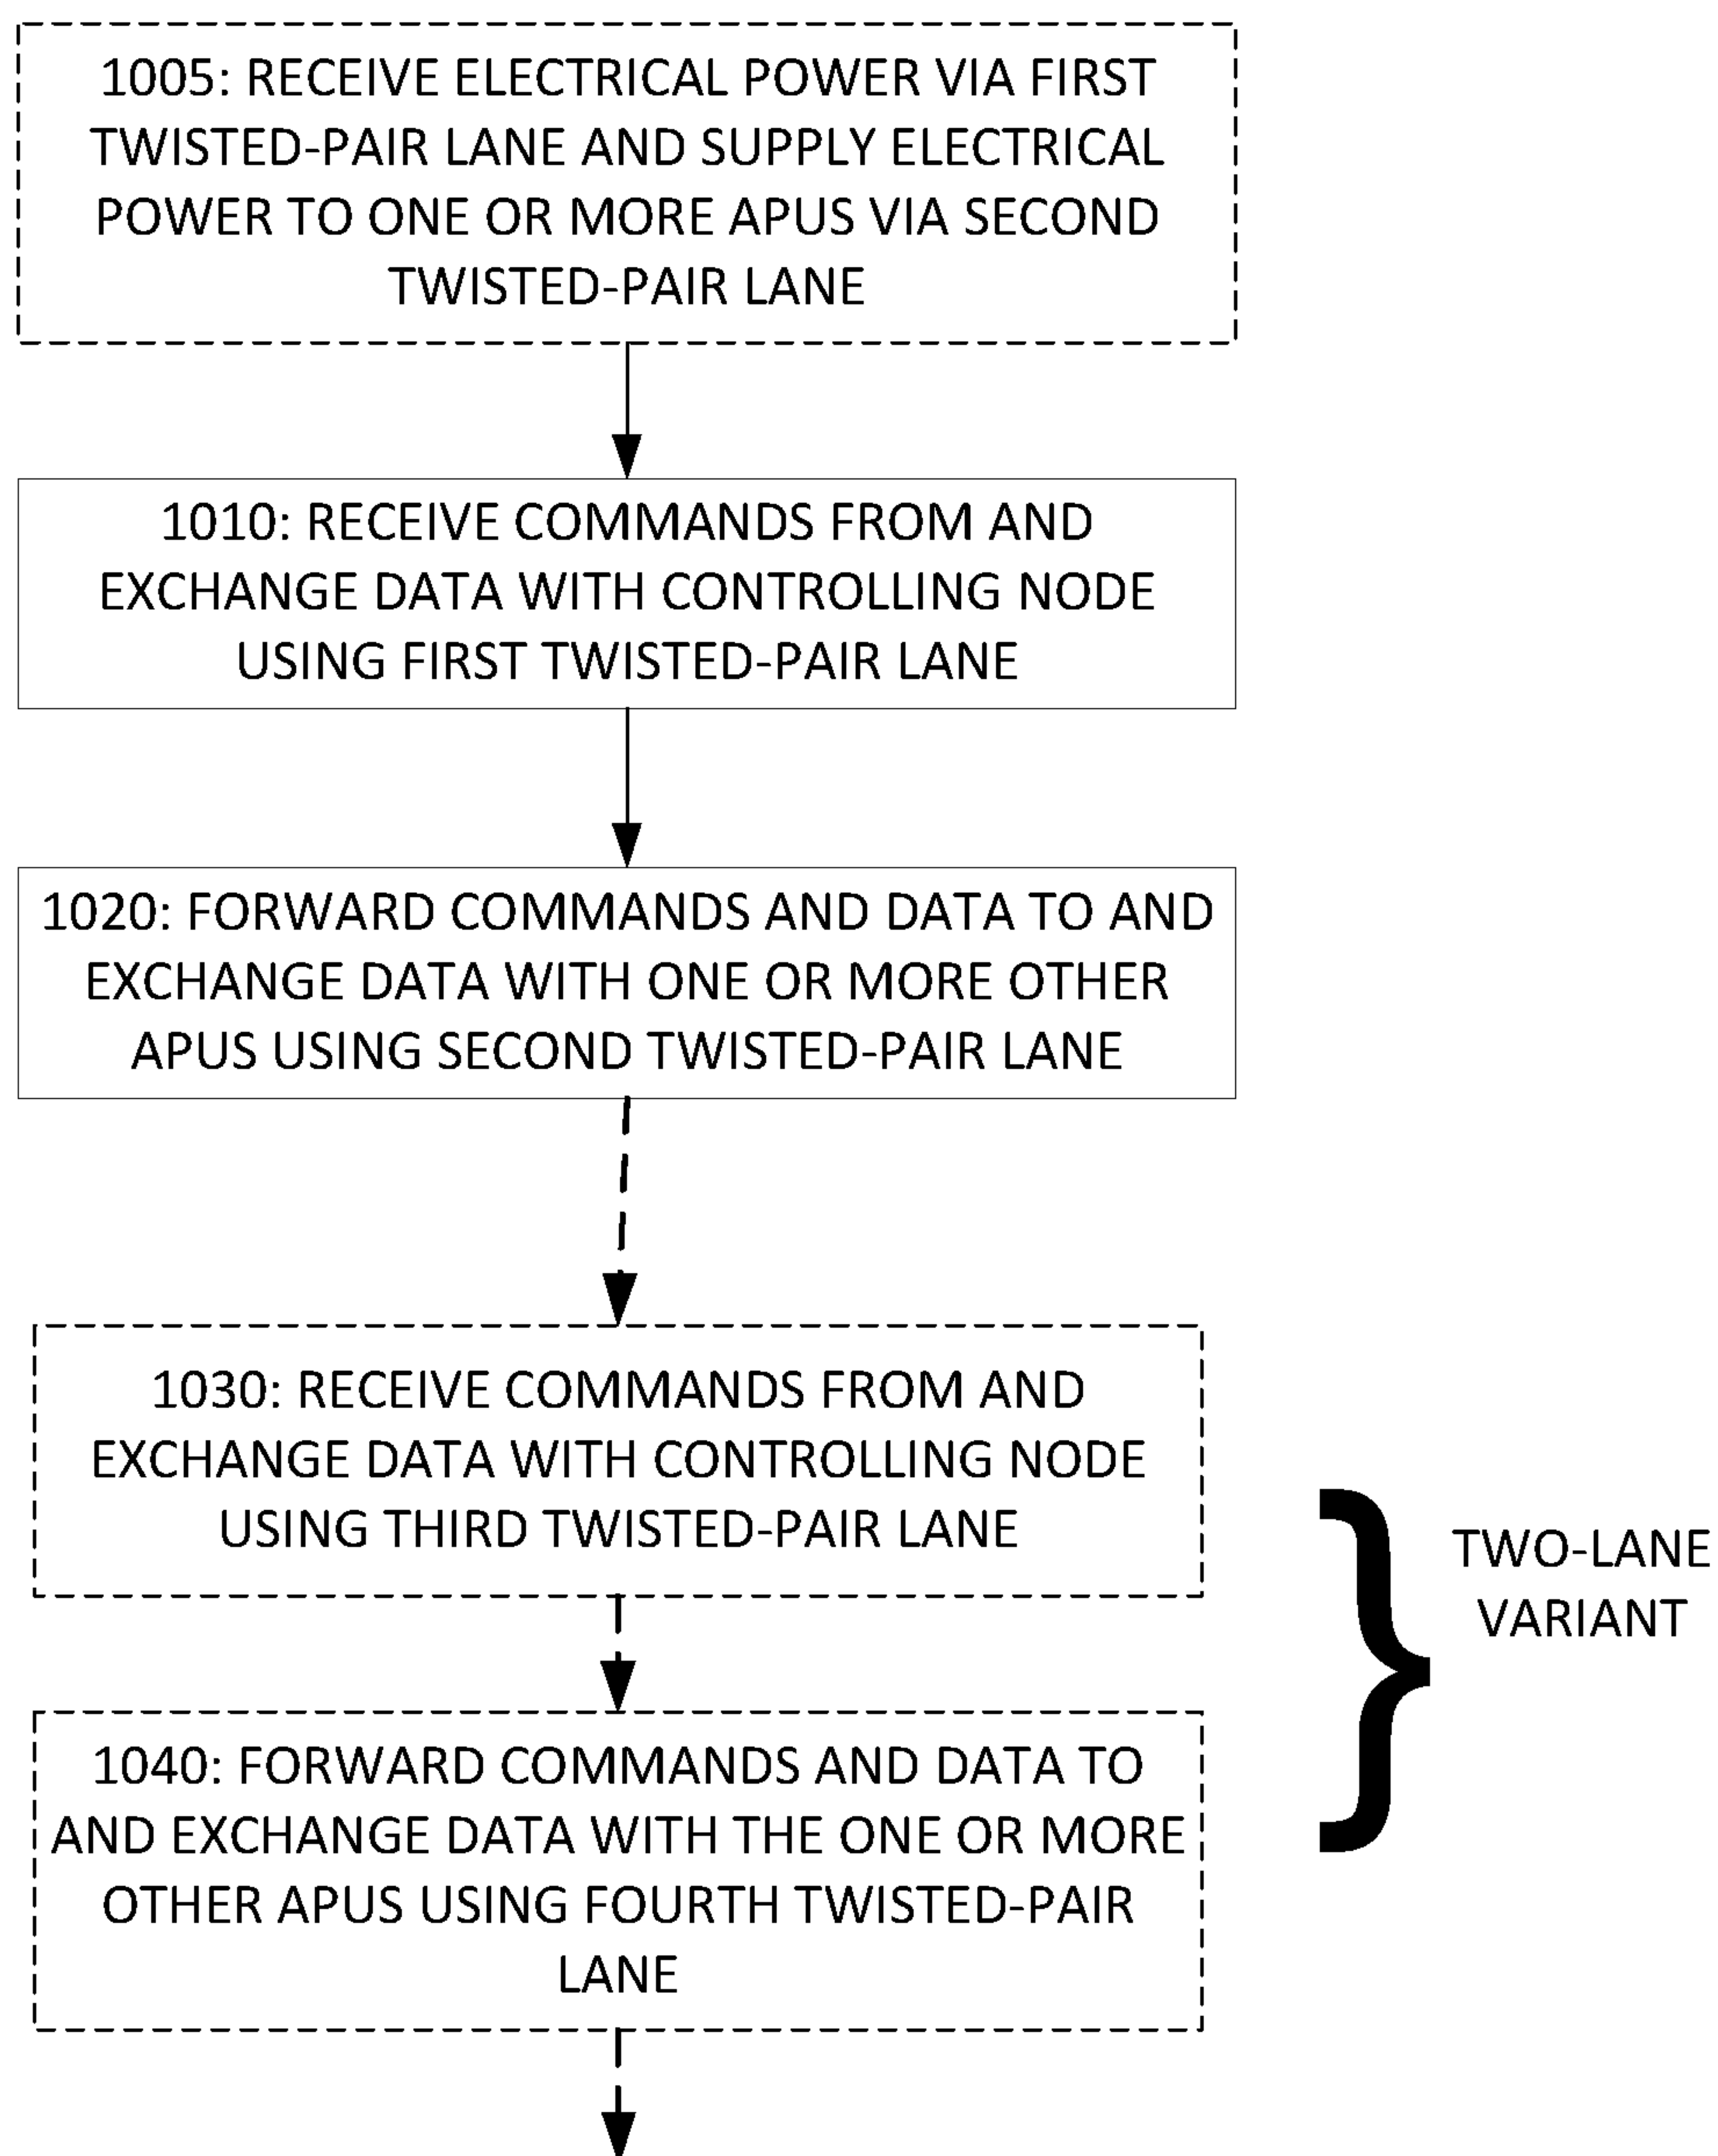 1005: RECEIVE ELECTRICAL POWER VIA FIRST
TWISTED-PAIR LANE AND SUPPLY ELECTRICAL
POWER TO ONE OR MORE APUS VIA SECOND
TWISTED-PAIR LANE
1010: RECEIVE COMMANDS FROM AND
EXCHANGE DATA WITH CONTROLLING NODE
USING FIRST TWISTED-PAIR LANE
1020: FORWARD COMMANDS AND DATA TO AND
EXCHANGE DATA WITH ONE OR MORE OTHER
APUS USING SECOND TWISTED-PAIR LANE
1030: RECEIVE COMMANDS FROM AND
EXCHANGE DATA WITH CONTROLLING NODE
USING THIRD TWISTED-PAIR LANE
TWO-LANE
VARIANT
1040: FORWARD COMMANDS AND DATA TO
AND EXCHANGE DATA WITH THE ONE OR MORE
OTHER APUS USING FOURTH TWISTED-PAIR
LANE